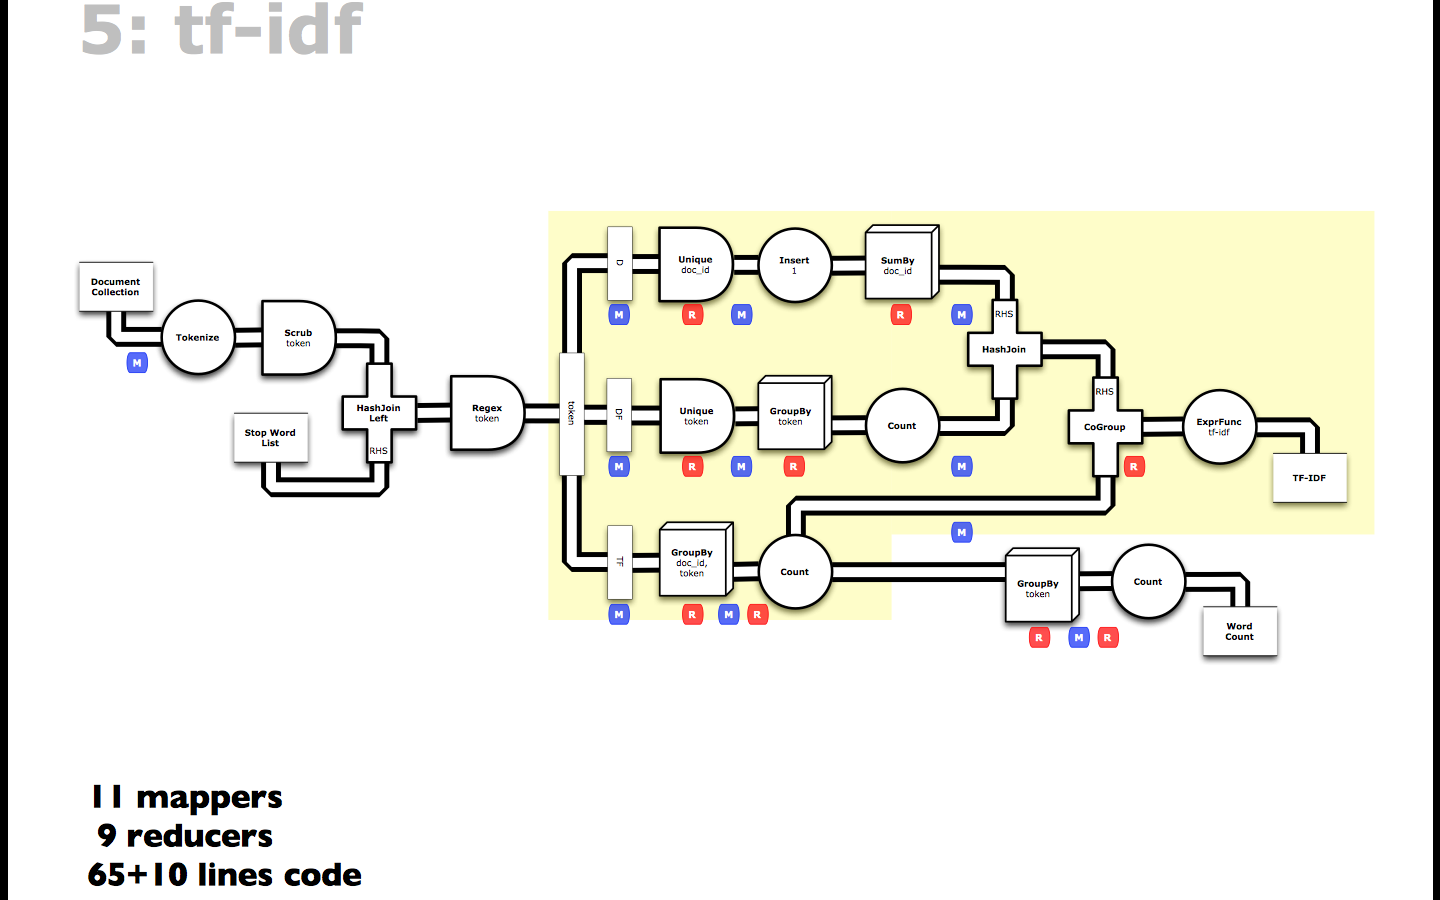 5: tf-idf
Document
Collection
M
Tokenize
Scrub
token
Stop Word
List
HashJoin
Left
RHS
Regex
token
token
D
M
Unique
doc_id
R
M
Insert
1
SumBy
doc_id
R
M
RHS
HashJoin
DF
M
Unique
token
R
M
GroupBy
token
R
Count
M
RHS
CoGroup
R
ExprFunc
tf-idf
TF-IDF
TF
M
GroupBy
doc_id,
token
R
M
R
Count
M
GroupBy
token
R
M
R
Count
Word
Count
11 mappers
9 reducers
65+10 lines code